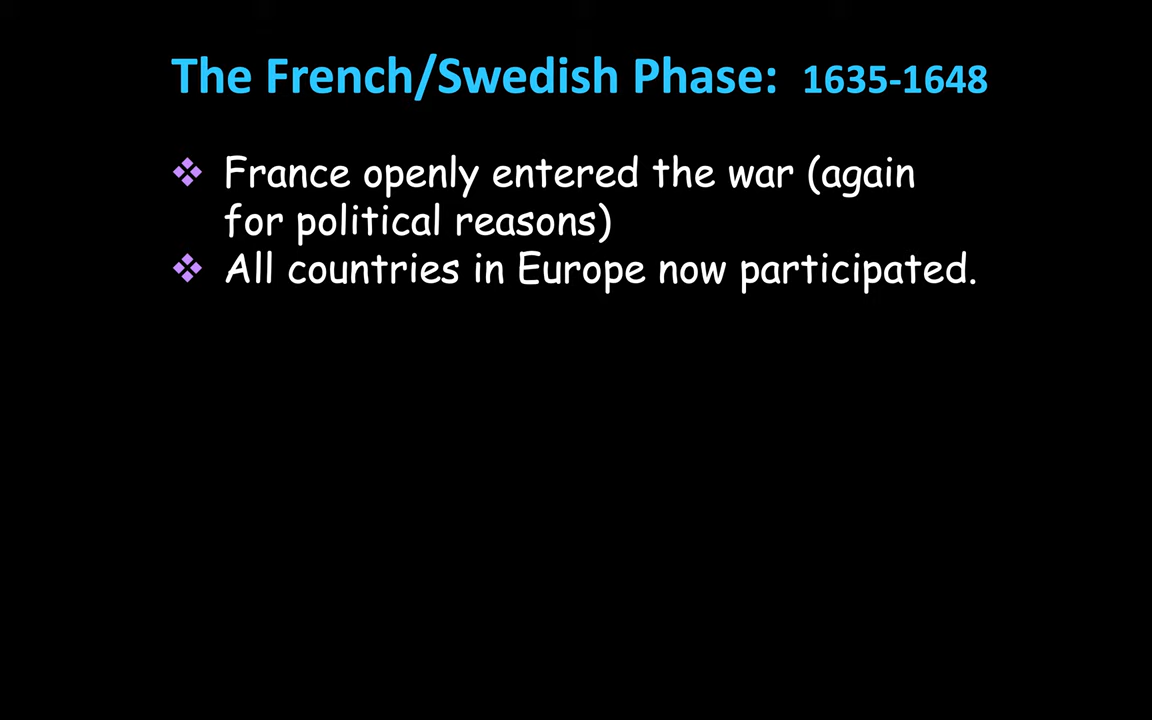 The French/Swedish Phase: 1635-1648
❖ France openly entered the war (again
for political reasons)
❖ All countries in Europe now participated.